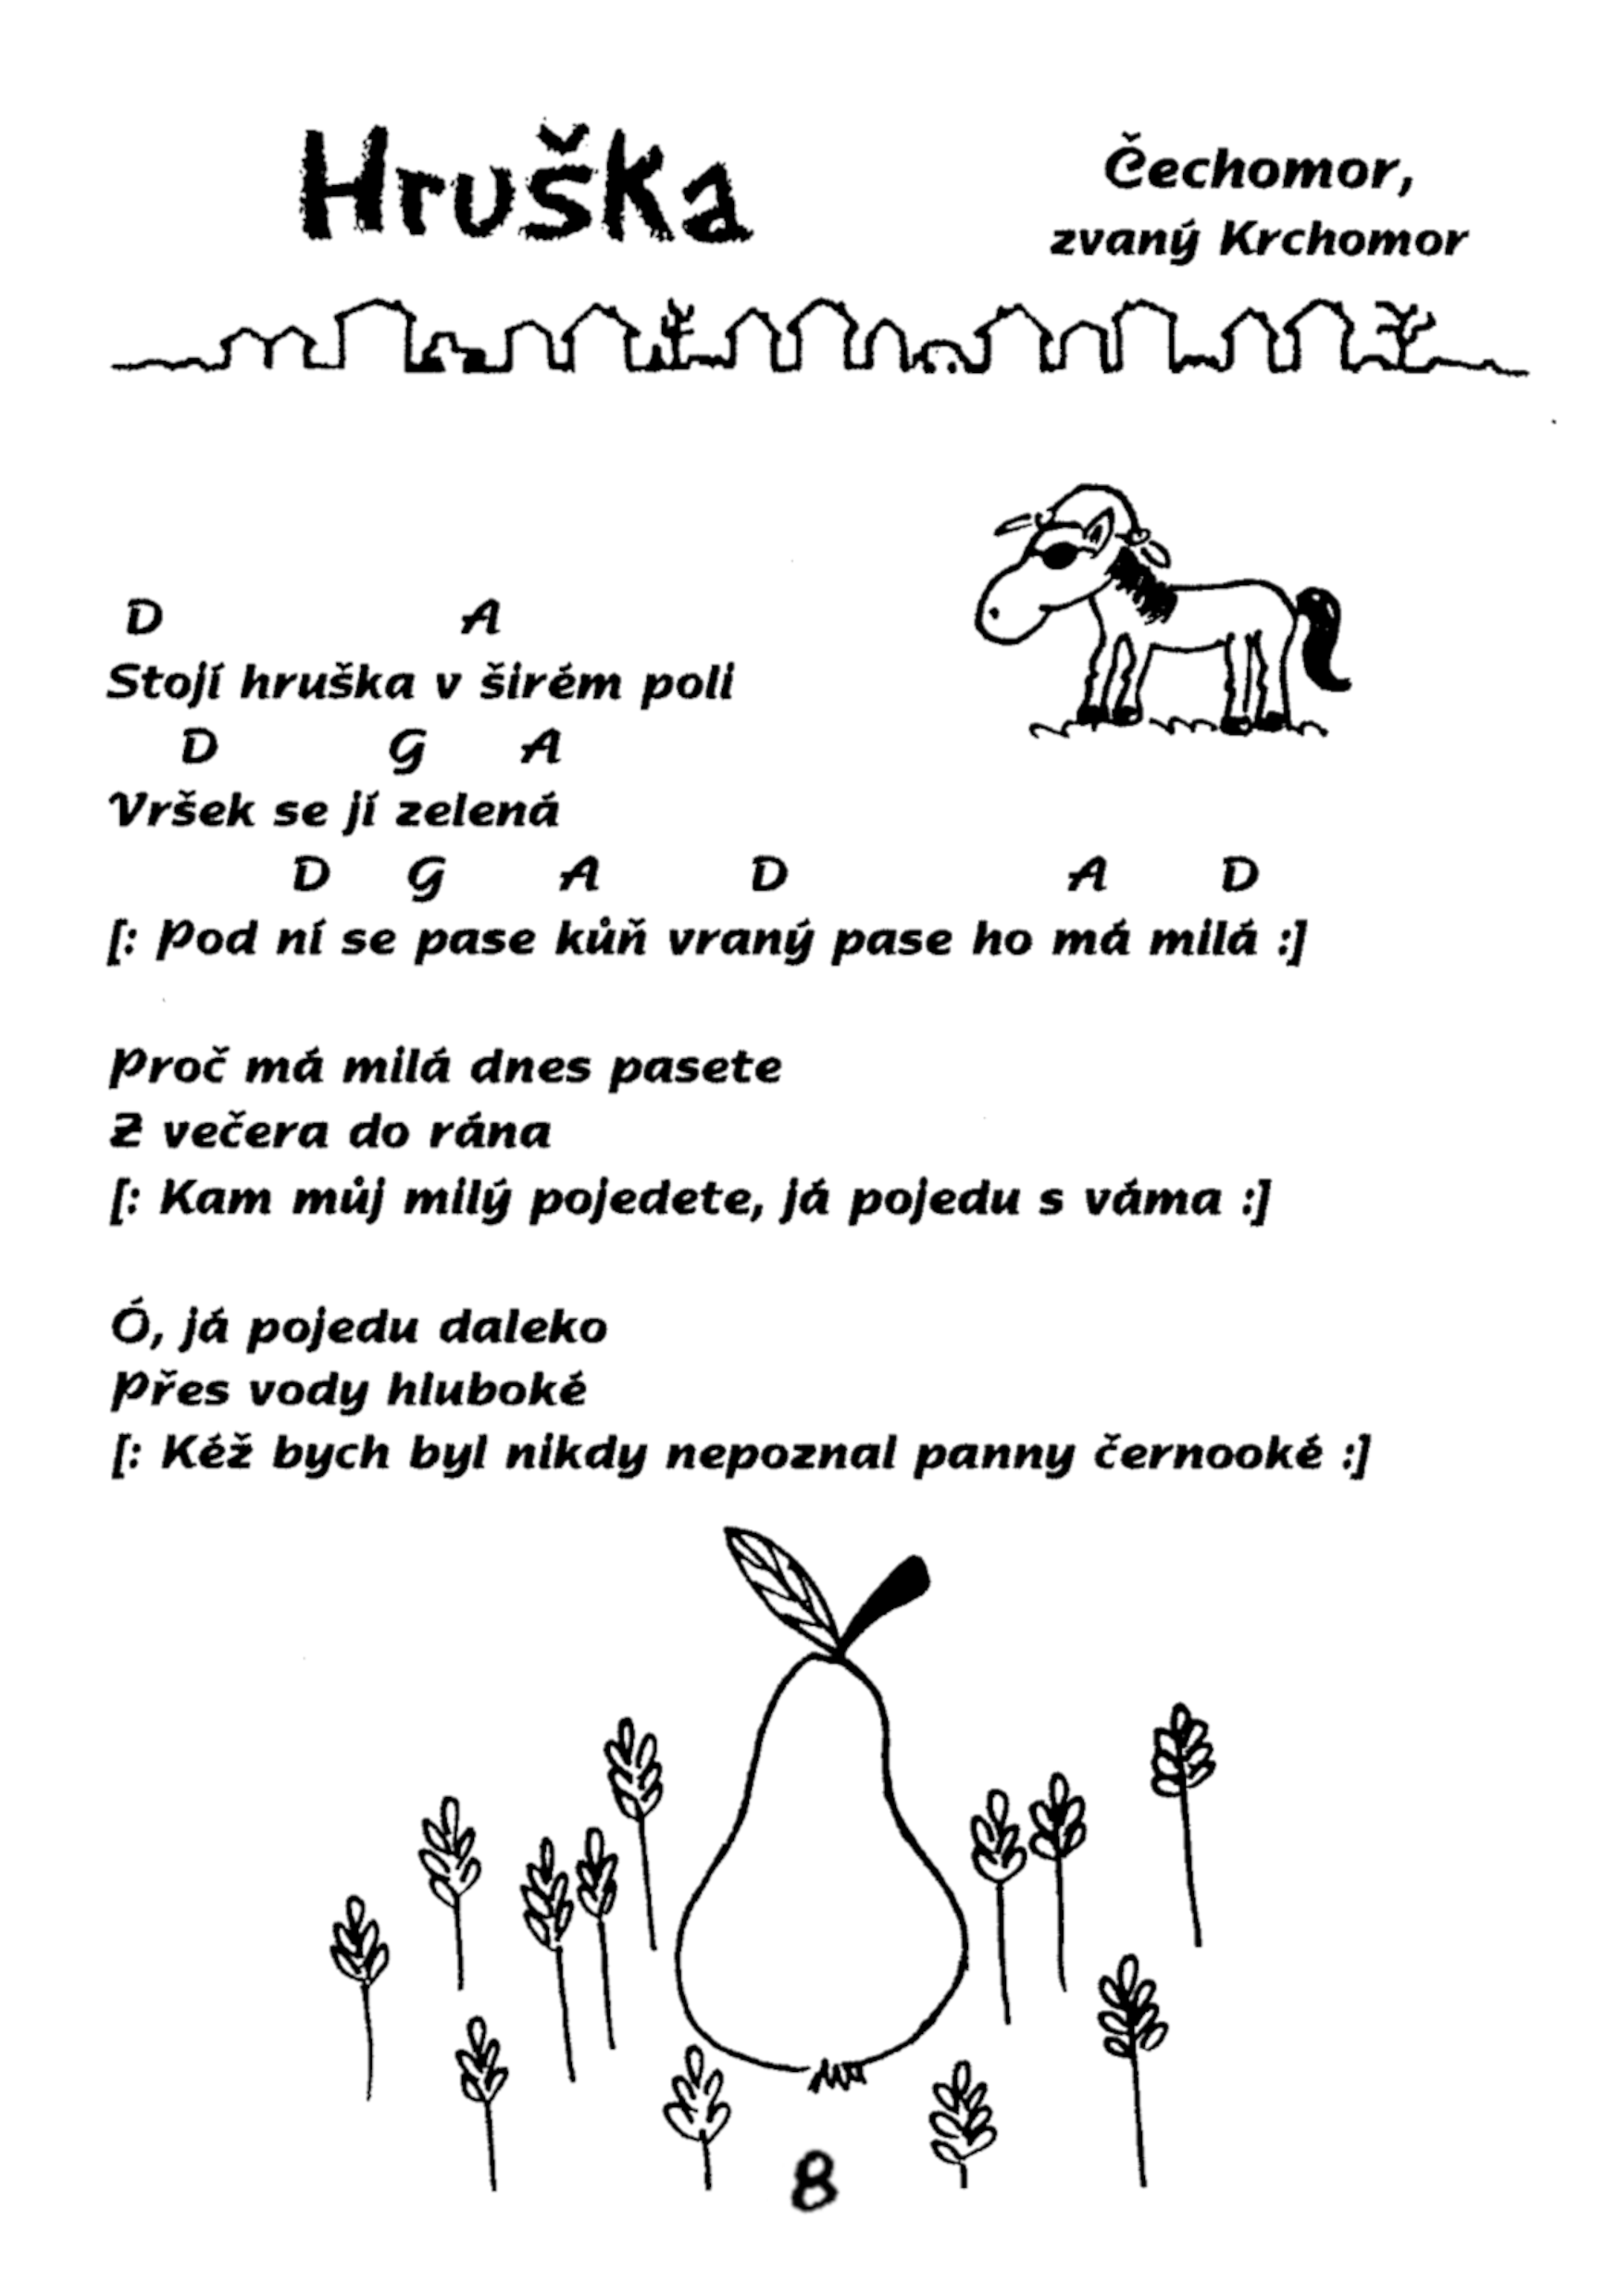 Hruška
Čechomor,
zvaný Krchomor
D A
Stojí hruška v širém poli
D G A
Vršek se jí zelená
D G A D A D
[: Pod ní se pase kůň vraný pase ho má milá :]
Proč má milá dnes pasete
Z večera do rána
[: Kam můj milý pojedete, já pojedu s váma :]
Ó, já pojedu daleko
Přes vody hluboké
[: Kéž bych byl nikdy nepoznal panny černooké :]
8